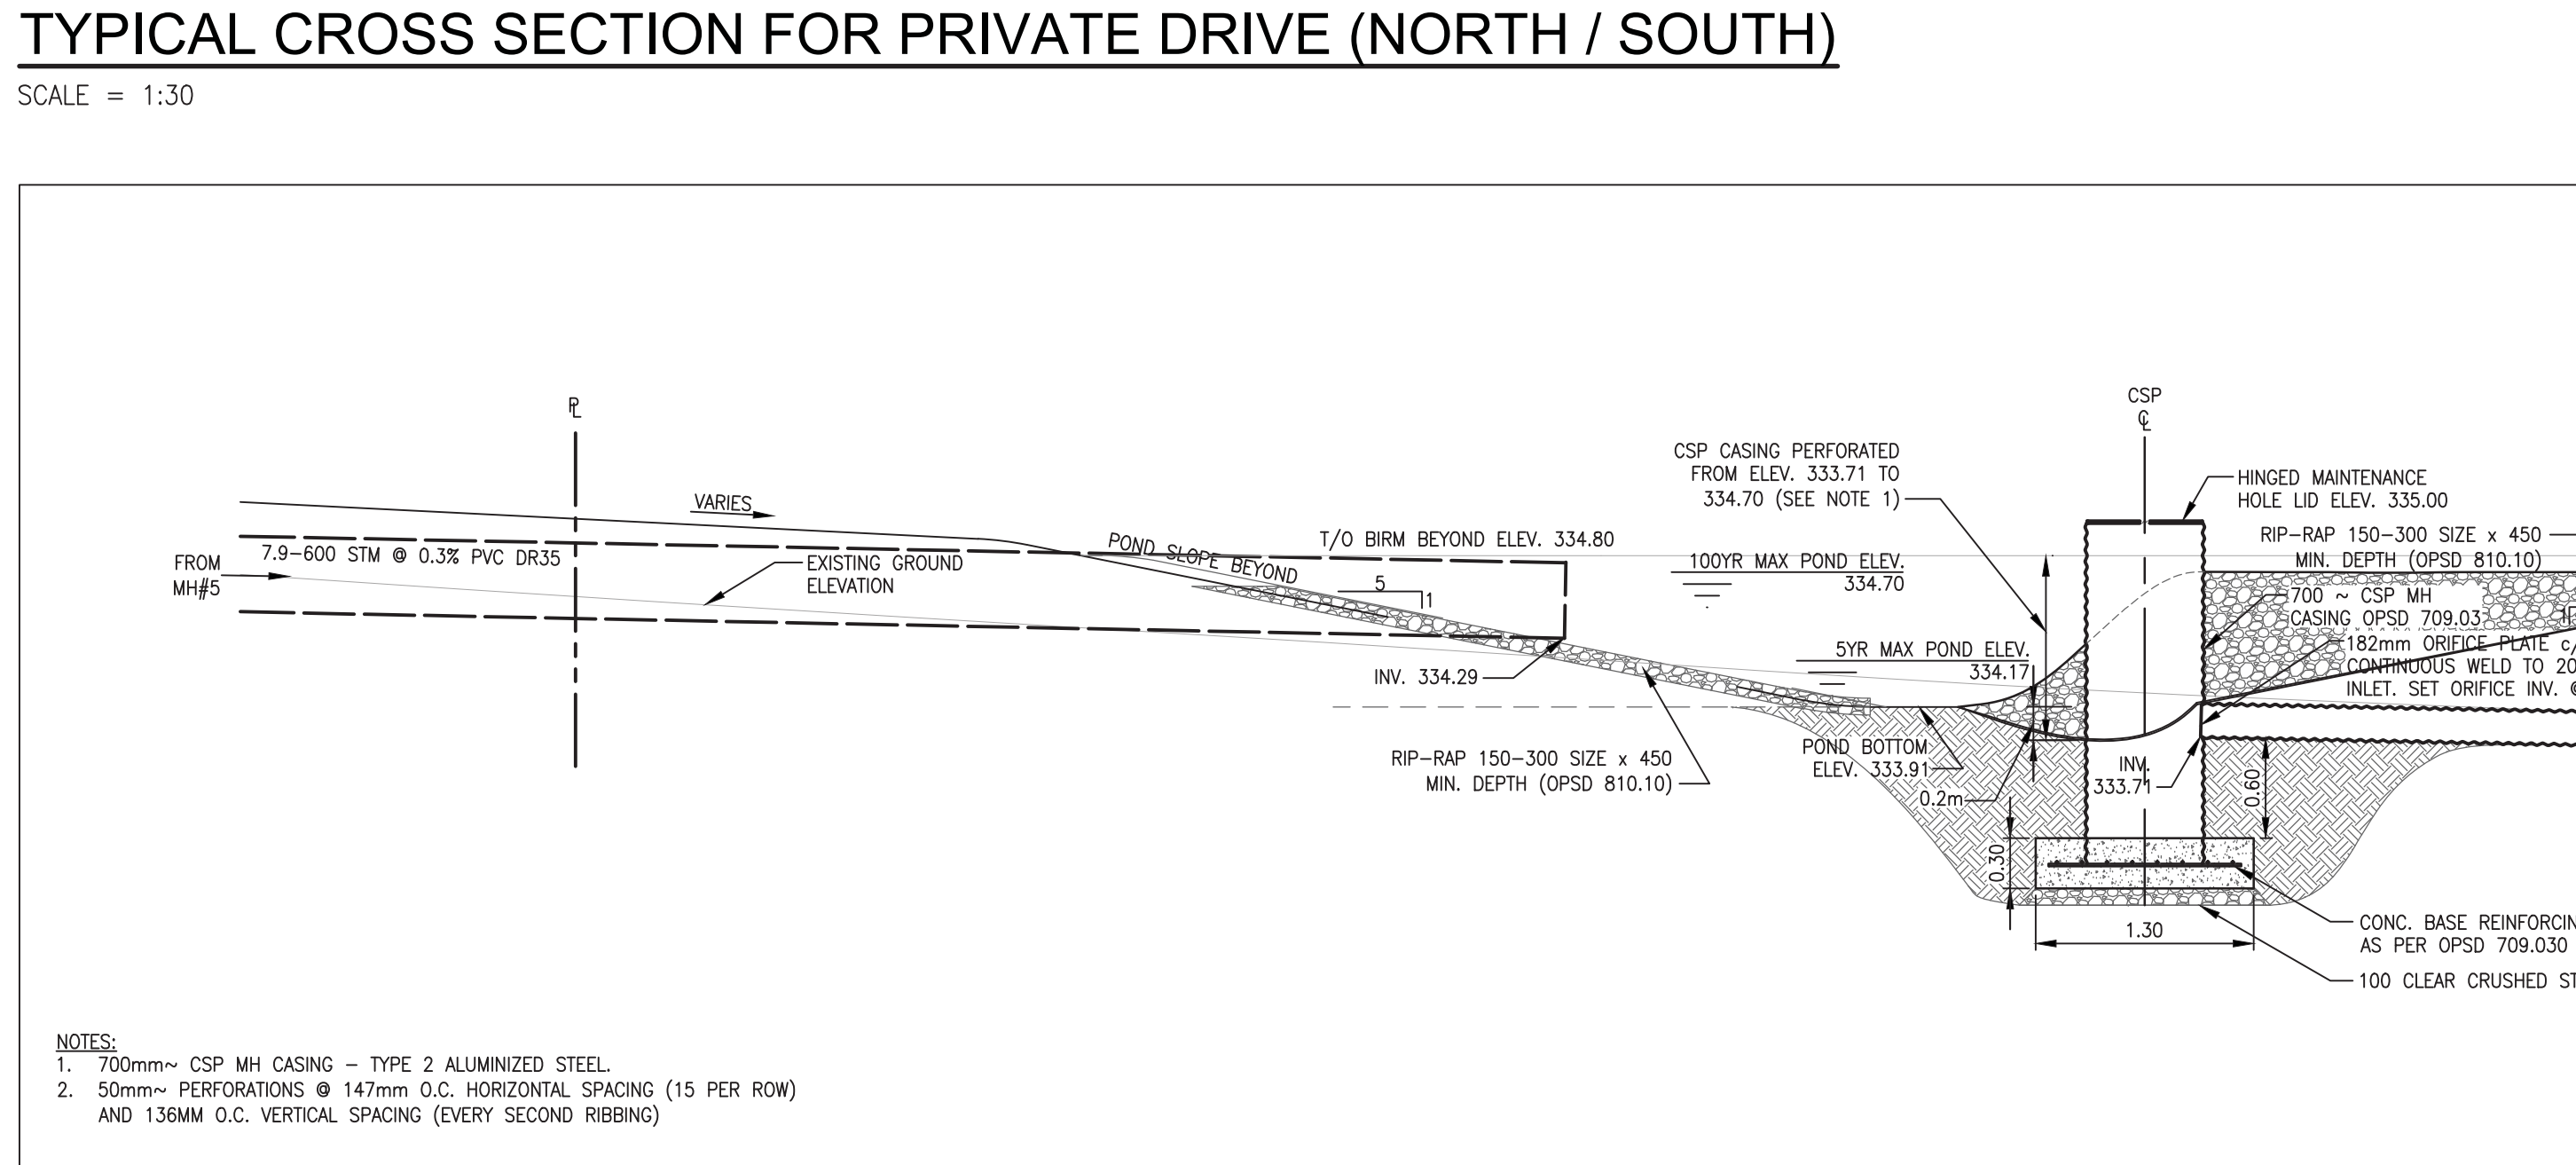 TYPICAL CROSS SECTION FOR PRIVATE DRIVE (NORTH / SOUTH)
SCALE = 1:30
PL
VARIES
FROM
MH#5
7.9-600 STM @ 0.3% PVC DR35
EXISTING GROUND
ELEVATION
POND SLOPE BEYOND
5
1
T/O BIRM BEYOND ELEV. 334.80
INV. 334.29
RIP-RAP 150-300 SIZE x 450
MIN. DEPTH (OPSD 810.10)
CSP CASING PERFORATED
FROM ELEV. 333.71 TO
334.70 (SEE NOTE 1)
100YR MAX POND ELEV.
334.70
5YR MAX POND ELEV.
334.17
POND BOTTOM
ELEV. 333.91
0.2m
CSP
CL
HINGED MAINTENANCE
HOLE LID ELEV. 335.00
RIP-RAP 150-300 SIZE x 450
MIN. DEPTH (OPSD 810.10)
700 ~ CSP MH
CASING OPSD 709.03
182mm ORIFICE PLATE c/
CONTINUOUS WELD TO 20
INLET. SET ORIFICE INV. @
INV.
333.71
0.60
0.30
1.30
CONC. BASE REINFORCIN
AS PER OPSD 709.030
100 CLEAR CRUSHED ST
NOTES:
1. 700mm~ CSP MH CASING - TYPE 2 ALUMINIZED STEEL.
2. 50mm~ PERFORATIONS @ 147mm O.C. HORIZONTAL SPACING (15 PER ROW)
AND 136MM O.C. VERTICAL SPACING (EVERY SECOND RIBBING)